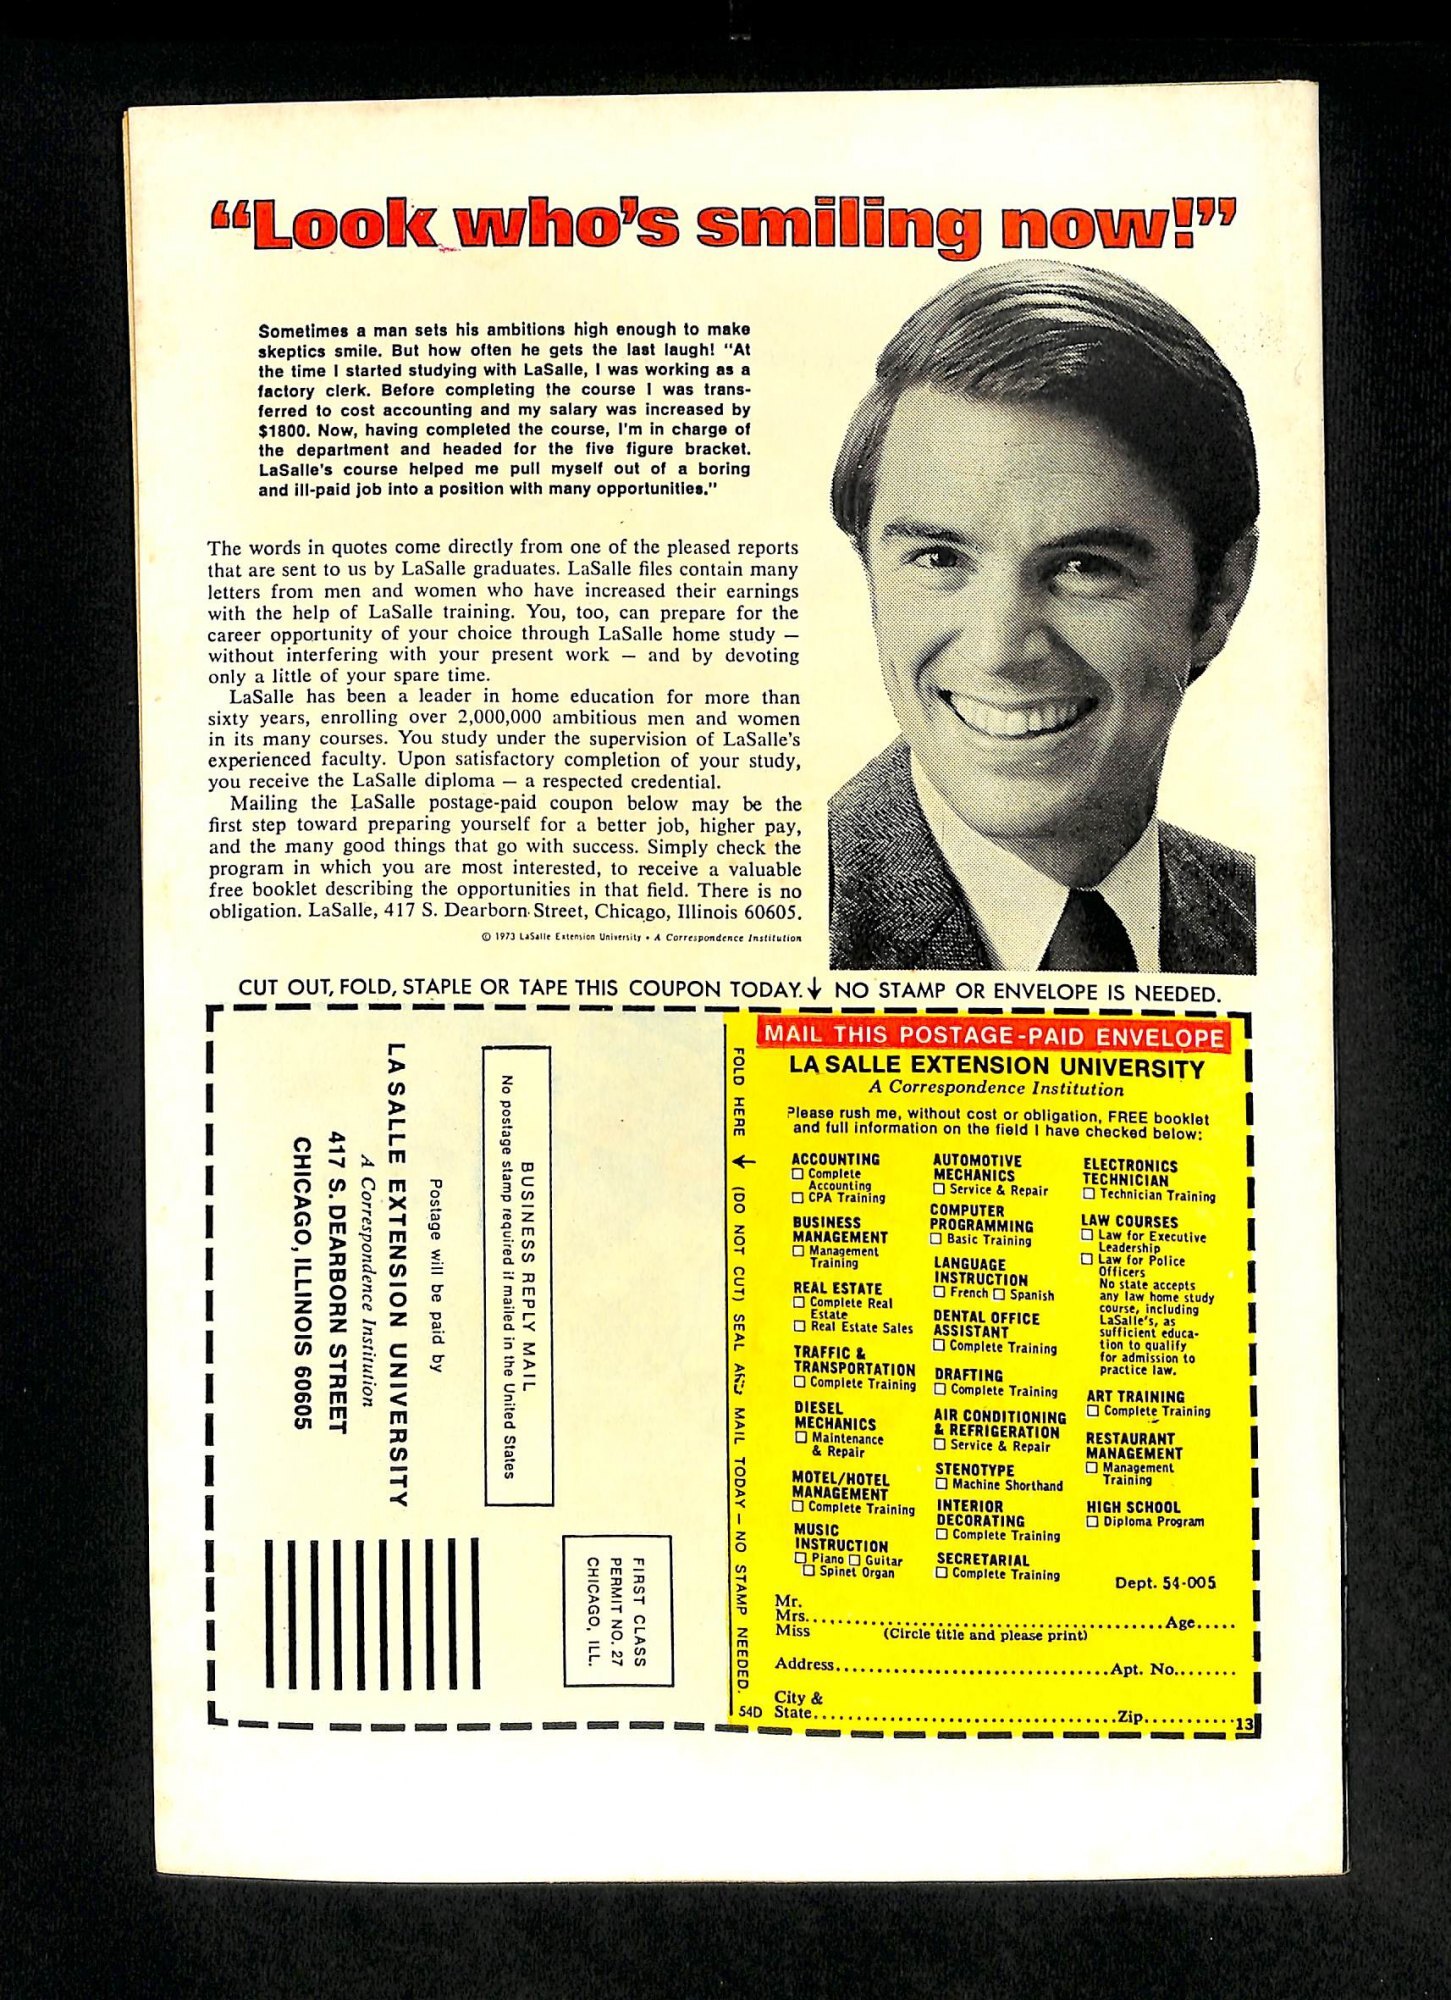 “Look who’s smiling now!”
Sometimes a man sets his ambitions high enough to make
skeptics smile. But how often he gets the last laugh! "At
the time I started studying with LaSalle, I was working as a
factory clerk. Before completing the course I was trans-
ferred to cost accounting and my salary was increased by
$1800. Now, having completed the course, I'm in charge of
the department and headed for the five figure bracket.
LaSalle's course helped me pull myself out of a boring
and ill-paid job into a position with many opportunities."
The words in quotes come directly from one of the pleased reports
that are sent to us by LaSalle graduates. LaSalle files contain many
letters from men and women who have increased their earnings
with the help of LaSalle training. You, too, can prepare for the
career opportunity of your choice through LaSalle home study —
without interfering with your present work — and by devoting
only a little of your spare time.
LaSalle has been a leader in home education for more than
sixty years, enrolling over 2,000,000 ambitious men and women
in its many courses. You study under the supervision of LaSalle's
experienced faculty. Upon satisfactory completion of your study,
you receive the LaSalle diploma — a respected credential.
Mailing the LaSalle postage-paid coupon below may be the
first step toward preparing yourself for a better job, higher pay,
and the many good things that go with success. Simply check the
program in which you are most interested, to receive a valuable
free booklet describing the opportunities in that field. There is no
obligation. LaSalle, 417 S. Dearborn Street, Chicago, Illinois 60605.
© 1973 LaSalle Extension University • A Correspondence Institution
CUT OUT, FOLD, STAPLE OR TAPE THIS COUPON TODAY.↓ NO STAMP OR ENVELOPE IS NEEDED.
FIRST CLASS
PERMIT NO. 27
CHICAGO, ILL.
BUSINESS REPLY MAIL
No postage stamp required if mailed in the United States
Postage will be paid by
LA SALLE EXTENSION UNIVERSITY
A Correspondence Institution
417 S. DEARBORN STREET
CHICAGO, ILLINOIS 60605
FOLD HERE ↓ (DO NOT CUT) SEAL AND MAIL TODAY — NO STAMP NEEDED.
54D
MAIL THIS POSTAGE-PAID ENVELOPE
LA SALLE EXTENSION UNIVERSITY
A Correspondence Institution
Please rush me, without cost or obligation, FREE booklet
and full information on the field I have checked below:
ACCOUNTING
☐ Complete
Accounting
☐ CPA Training
BUSINESS
MANAGEMENT
☐ Management
Training
REAL ESTATE
☐ Complete Real
Estate
☐ Real Estate Sales
TRAFFIC &
TRANSPORTATION
☐ Complete Training
DIESEL
MECHANICS
☐ Maintenance
& Repair
MOTEL/HOTEL
MANAGEMENT
☐ Complete Training
MUSIC
INSTRUCTION
☐ Piano ☐ Guitar
☐ Spinet Organ
AUTOMOTIVE
MECHANICS
☐ Service & Repair
COMPUTER
PROGRAMMING
☐ Basic Training
LANGUAGE
INSTRUCTION
☐ French ☐ Spanish
DENTAL OFFICE
ASSISTANT
☐ Complete Training
DRAFTING
☐ Complete Training
AIR CONDITIONING
& REFRIGERATION
☐ Service & Repair
STENOTYPE
☐ Machine Shorthand
INTERIOR
DECORATING
☐ Complete Training
SECRETARIAL
☐ Complete Training
ELECTRONICS
TECHNICIAN
☐ Technician Training
LAW COURSES
☐ Law for Executive
Leadership
☐ Law for Police
Officers
No state accepts
any law home study
course, including
LaSalle's, as
sufficient educa-
tion to qualify
for admission to
practice law.
ART TRAINING
☐ Complete Training
RESTAURANT
MANAGEMENT
☐ Management
Training
HIGH SCHOOL
☐ Diploma Program
Dept. 54-005
Mr.
Mrs. Age
Miss (Circle title and please print)
Address Apt. No.
City &
State Zip
13